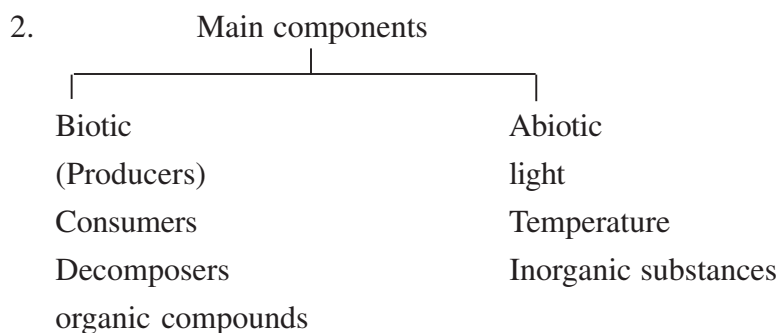 2. Main components
Biotic Abiotic
(Producers) light
Consumers Temperature
Decomposers Inorganic substances
organic compounds